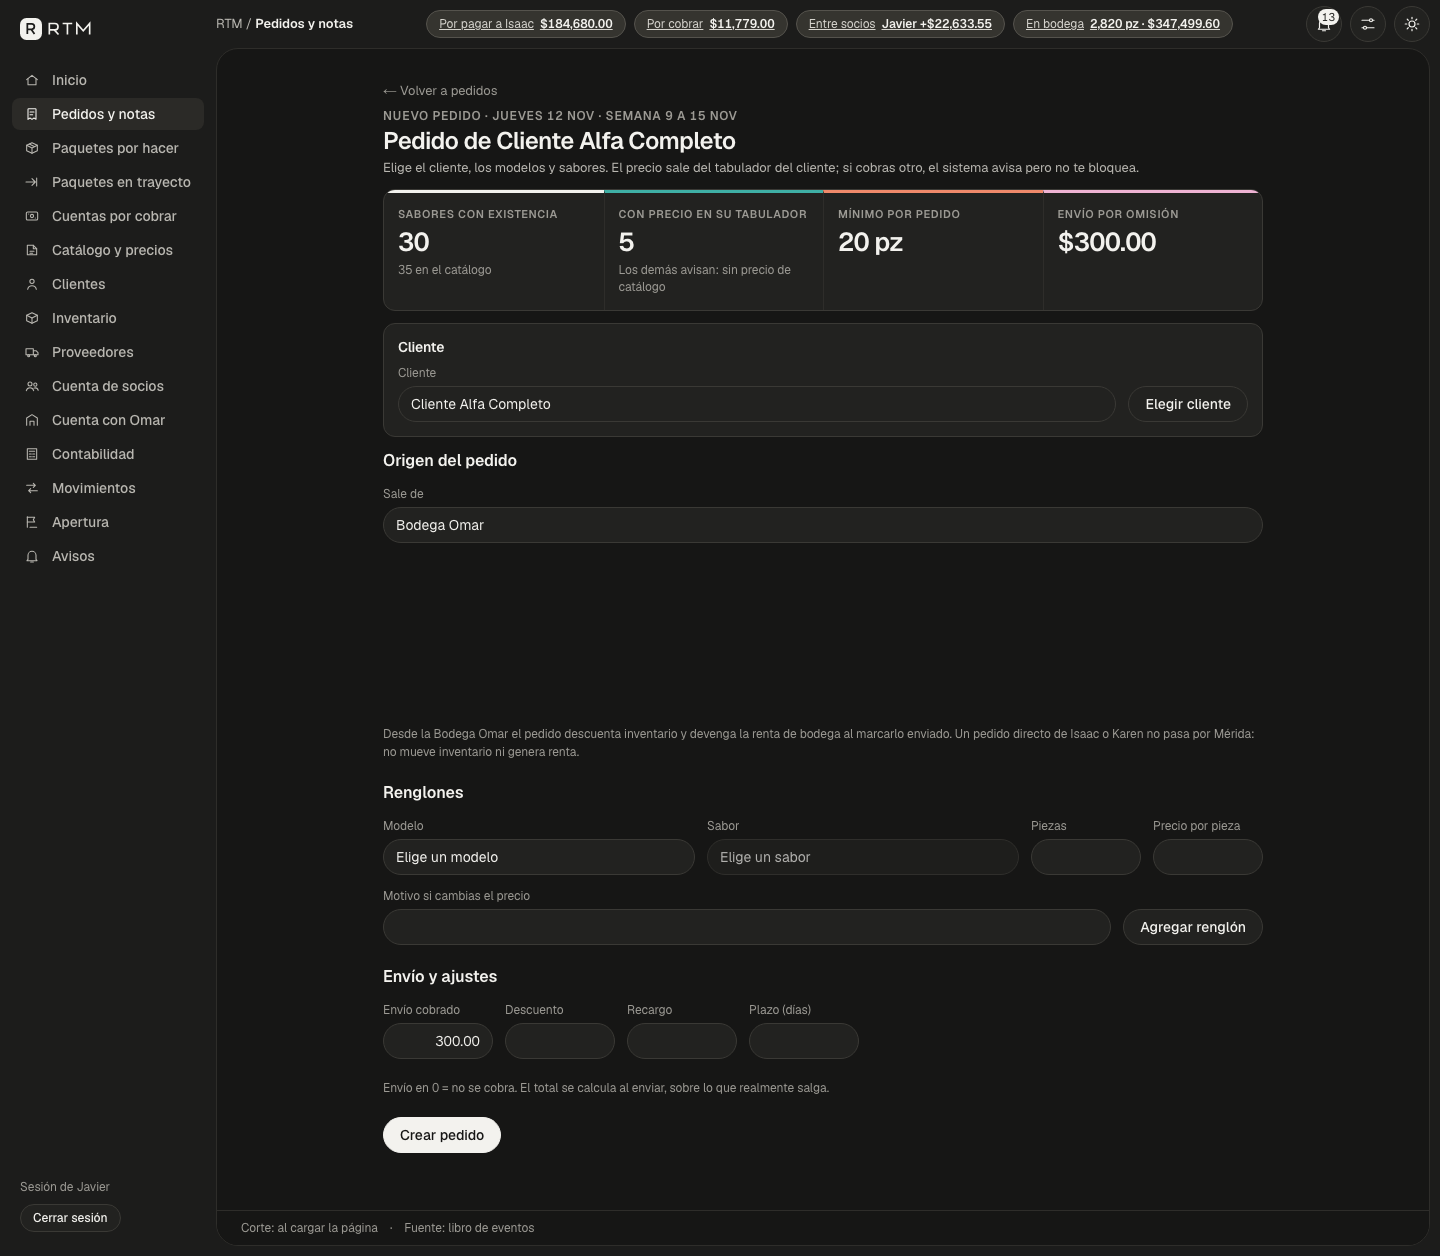 R RTM
RTM / Pedidos y notas
Por pagar a Isaac $184,680.00
Por cobrar $11,779.00
Entre socios Javier +$22,633.55
En bodega 2,820 pz · $347,499.60
13
Inicio
Pedidos y notas
Paquetes por hacer
Paquetes en trayecto
Cuentas por cobrar
Catálogo y precios
Clientes
Inventario
Proveedores
Cuenta de socios
Cuenta con Omar
Contabilidad
Movimientos
Apertura
Avisos
Sesión de Javier
Cerrar sesión
← Volver a pedidos
NUEVO PEDIDO · JUEVES 12 NOV · SEMANA 9 A 15 NOV
Pedido de Cliente Alfa Completo
Elige el cliente, los modelos y sabores. El precio sale del tabulador del cliente; si cobras otro, el sistema avisa pero no te bloquea.
SABORES CON EXISTENCIA
30
35 en el catálogo
CON PRECIO EN SU TABULADOR
5
Los demás avisan: sin precio de
catálogo
MÍNIMO POR PEDIDO
20 pz
ENVÍO POR OMISIÓN
$300.00
Cliente
Cliente
Cliente Alfa Completo
Elegir cliente
Origen del pedido
Sale de
Bodega Omar
Desde la Bodega Omar el pedido descuenta inventario y devenga la renta de bodega al marcarlo enviado. Un pedido directo de Isaac o Karen no pasa por Mérida:
no mueve inventario ni genera renta.
Renglones
Modelo Sabor Piezas Precio por pieza
Elige un modelo Elige un sabor
Motivo si cambias el precio
Agregar renglón
Envío y ajustes
Envío cobrado Descuento Recargo Plazo (días)
300.00
Envío en 0 = no se cobra. El total se calcula al enviar, sobre lo que realmente salga.
Crear pedido
Corte: al cargar la página · Fuente: libro de eventos